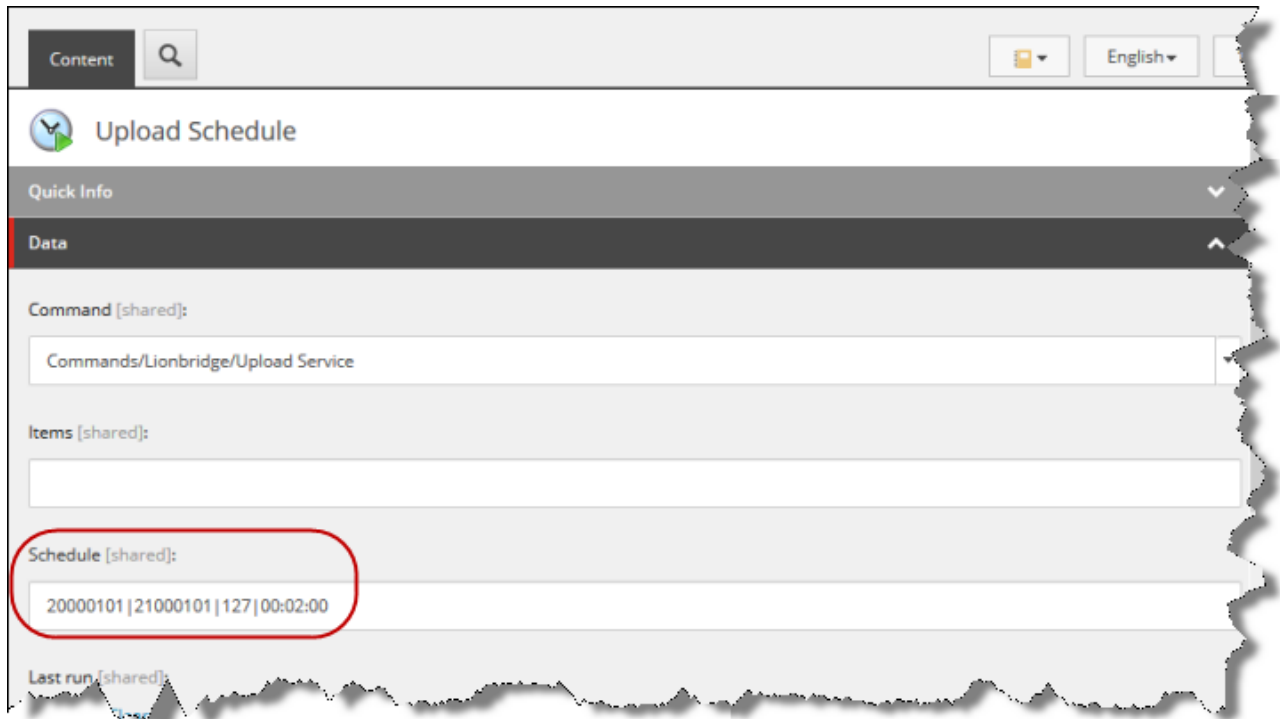 Content
English
Upload Schedule
Quick Info
Data
Command [shared]:
Commands/Lionbridge/Upload Service
Items [shared]:
Schedule [shared]:
20000101|21000101|127|00:02:00
Last run [shared]: